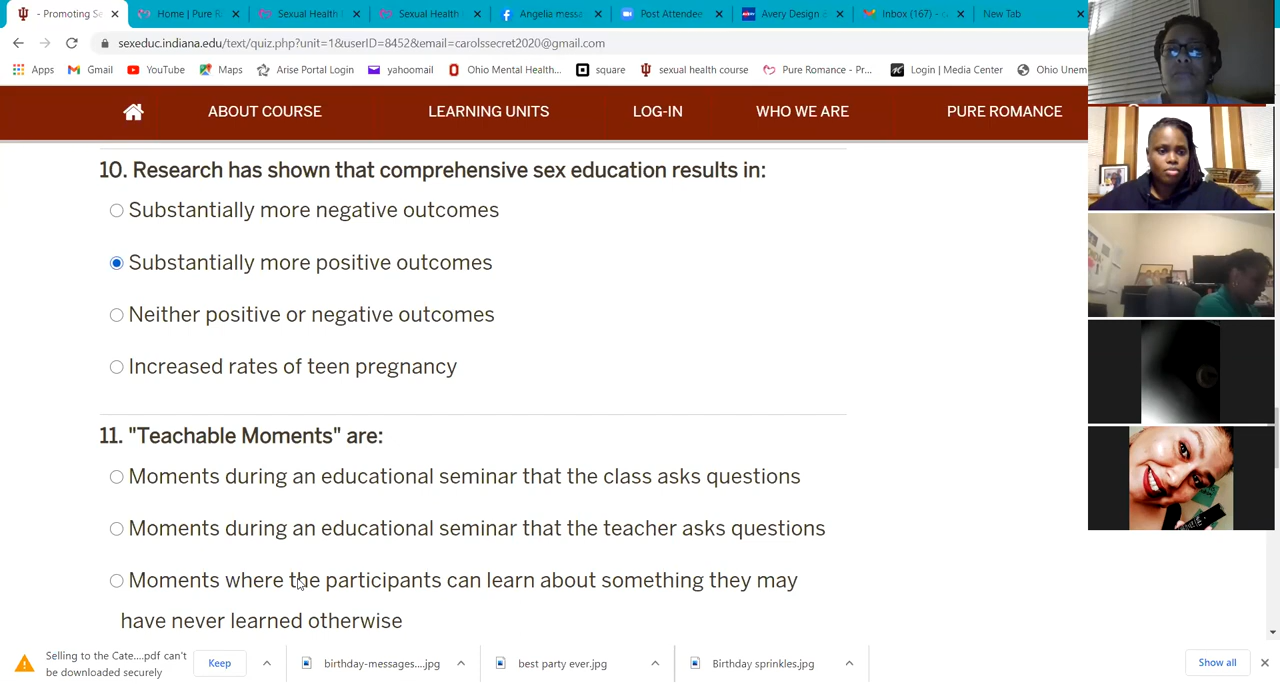 - Promoting Se
Home | Pure R
Sexual Health
Sexual Health
Angelia messa
Post Attendee
Avery Design
Inbox (167) -
New Tab
sexeduc.indiana.edu/text/quiz.php?unit=1&userID=8452&email=carolssecret2020@gmail.com
Apps
Gmail
YouTube
Maps
Arise Portal Login
yahoomail
Ohio Mental Health...
square
sexual health course
Pure Romance - Pr...
Login | Media Center
Ohio Unem
ABOUT COURSE
LEARNING UNITS
LOG-IN
WHO WE ARE
PURE ROMANCE
10. Research has shown that comprehensive sex education results in:
Substantially more negative outcomes
Substantially more positive outcomes
Neither positive or negative outcomes
Increased rates of teen pregnancy
11. "Teachable Moments" are:
Moments during an educational seminar that the class asks questions
Moments during an educational seminar that the teacher asks questions
Moments where the participants can learn about something they may
have never learned otherwise
Selling to the Cate....pdf can't
be downloaded securely
Keep
birthday-messages....jpg
best party ever.jpg
Birthday sprinkles.jpg
Show all